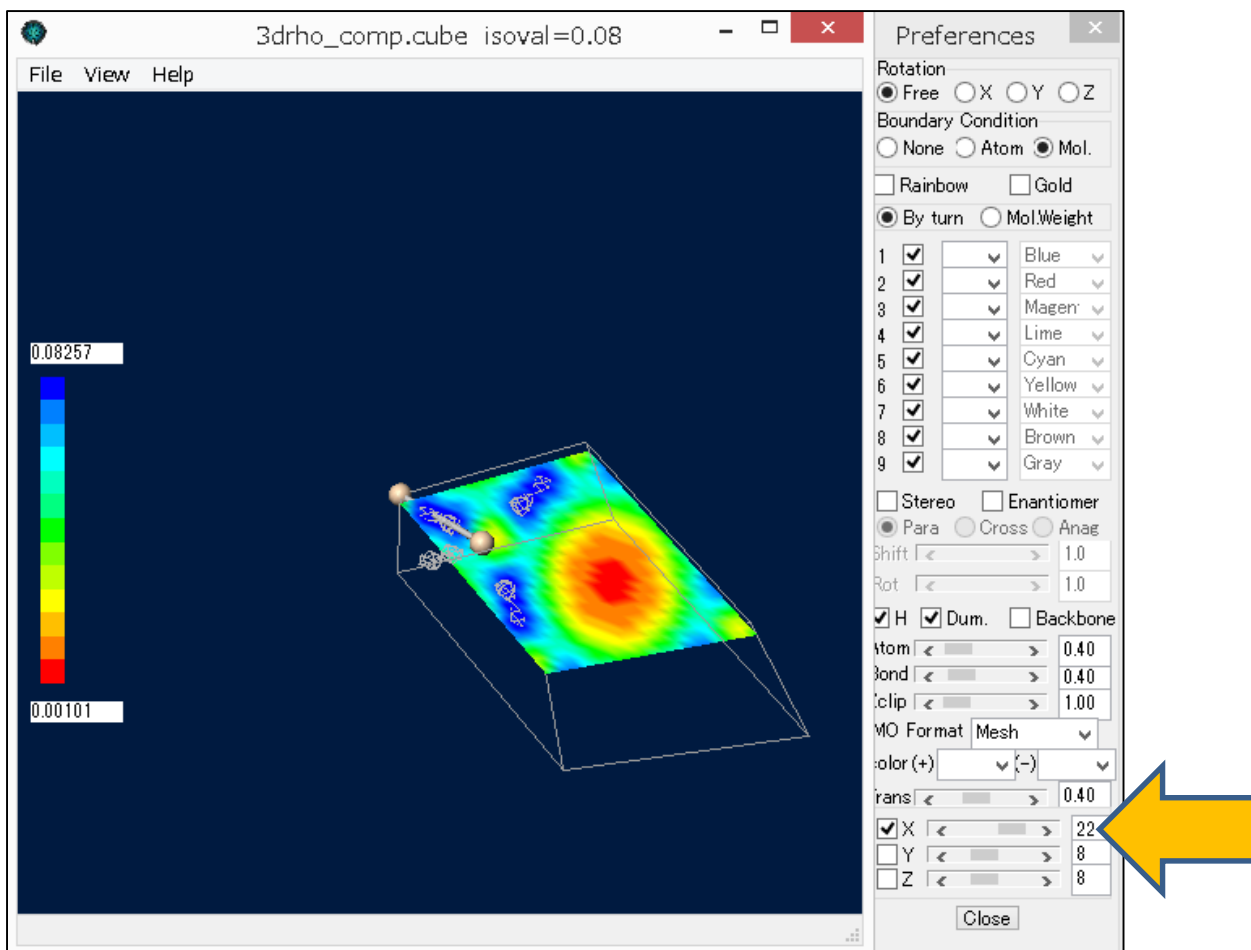 3drho_comp.cube isoval=0.08
File View Help
0.08257
0.00101
Preferences
Rotation
Free X Y Z
Boundary Condition
None Atom Mol.
Rainbow Gold
By turn Mol.Weight
1 Blue
2 Red
3 Magen
4 Lime
5 Cyan
6 Yellow
7 White
8 Brown
9 Gray
Stereo Enantiomer
Para Cross Anag
Shift 1.0
Rot 1.0
H Dum. Backbone
Atom 0.40
Bond 0.40
Zclip 1.00
MO Format Mesh
color (+) (-)
Trans 0.40
X 22
Y 8
Z 8
Close